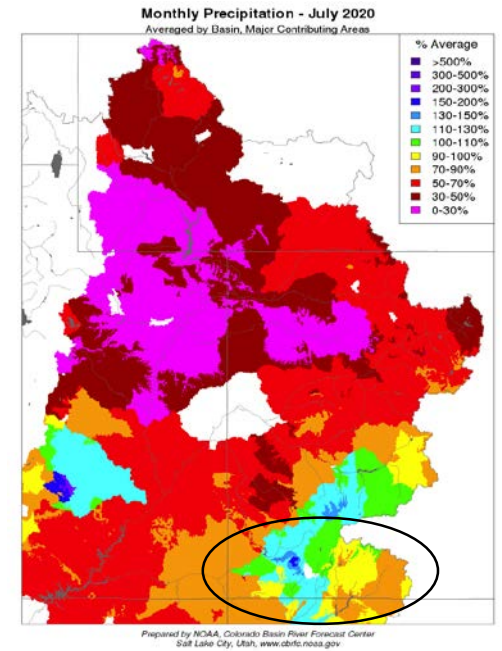 Monthly Precipitation - July 2020
Averaged by Basin, Major Contributing Areas
% Average
>500%
300-500%
200-300%
150-200%
130-150%
110-130%
100-110%
90-100%
70-90%
50-70%
30-50%
0-30%
Prepared by NOAA, Colorado Basin River Forecast Center
Salt Lake City, Utah, www.cbrfc.noaa.gov